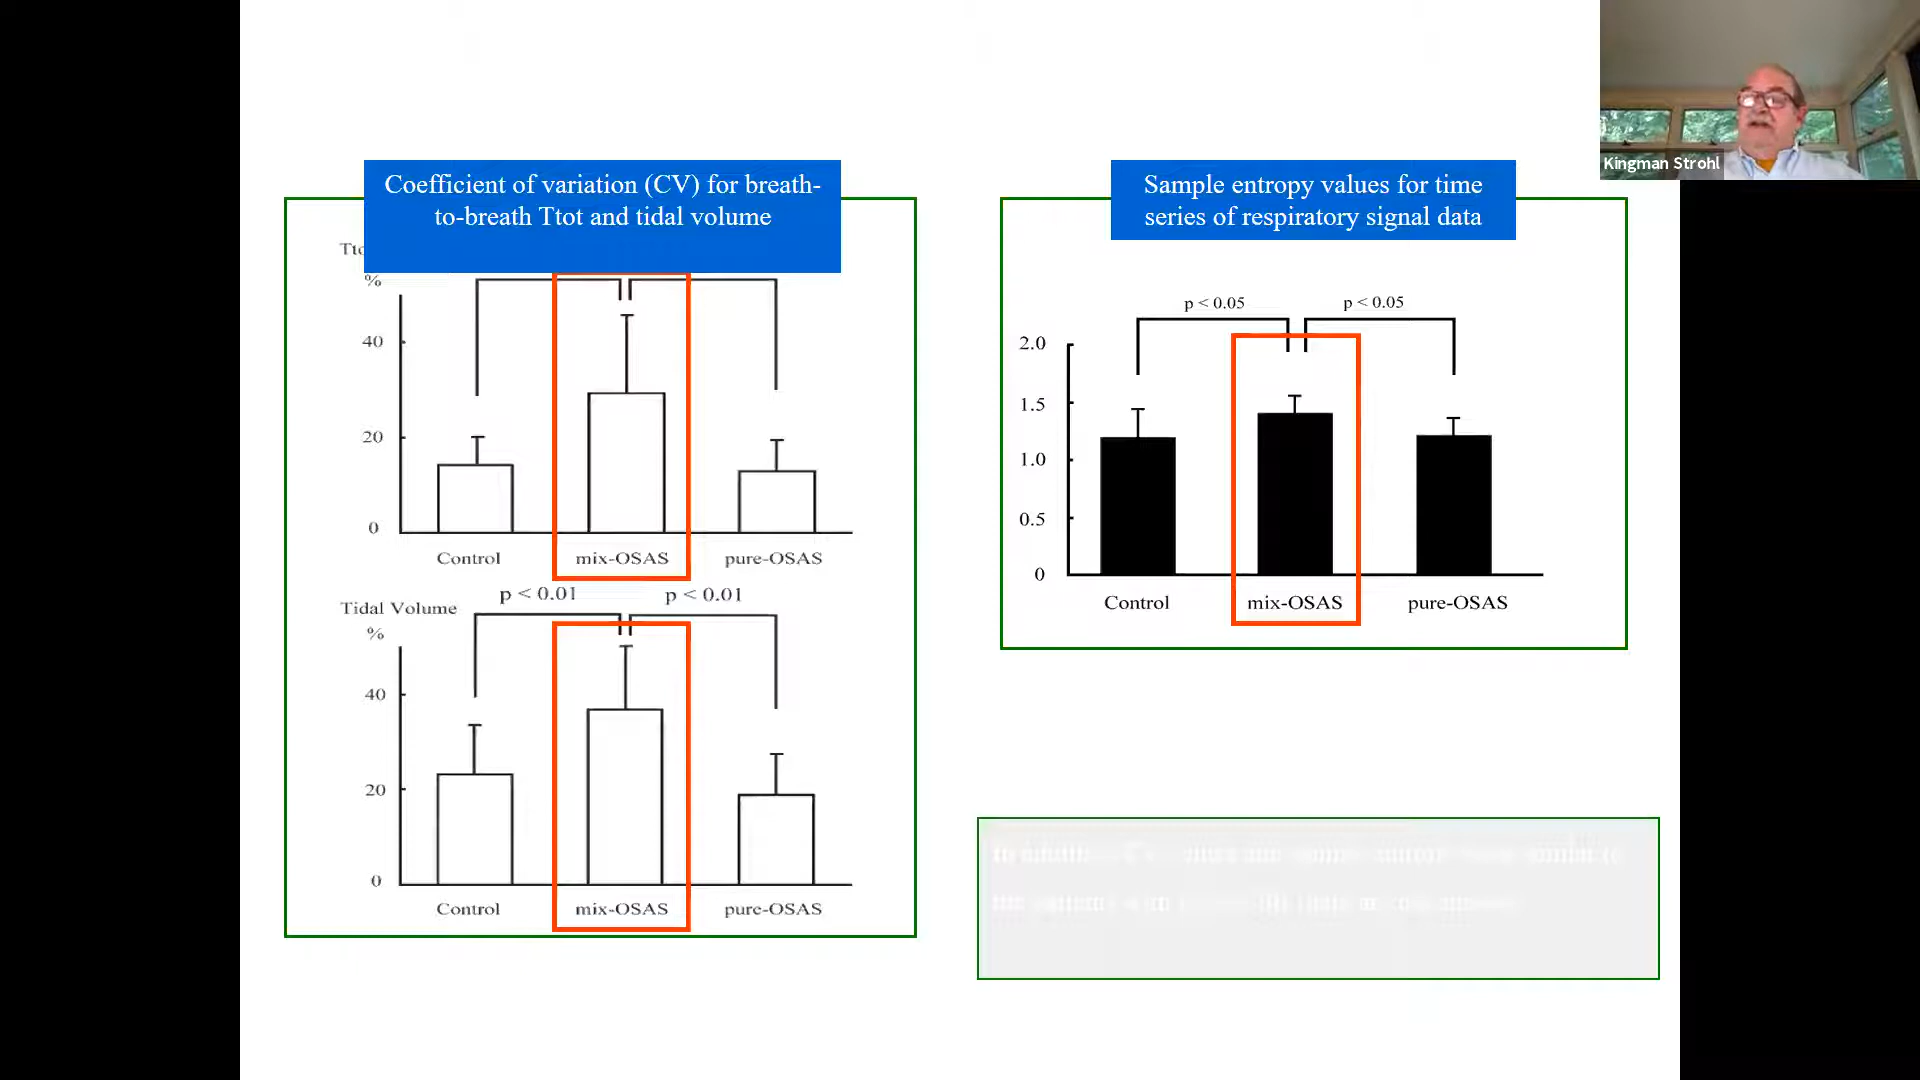 Kingman Strohl
Coefficient of variation (CV) for breath-
to-breath Ttot and tidal volume
%
40
20
0
Control mix-OSAS pure-OSAS
p < 0.01 p < 0.01
Tidal Volume
%
40
20
0
Control mix-OSAS pure-OSAS
Sample entropy values for time
series of respiratory signal data
p < 0.05 p < 0.05
2.0
1.5
1.0
0.5
0
Control mix-OSAS pure-OSAS